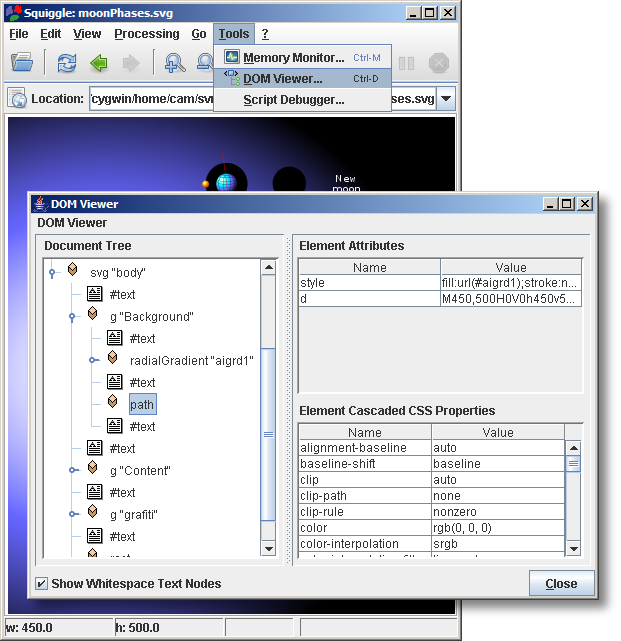 Squiggle: moonPhases.svg
File Edit View Processing Go Tools ?
Memory Monitor... Ctrl-M
DOM Viewer... Ctrl-D
Script Debugger...
Location: /cygwin/home/cam/sv ses.svg
New
moon
DOM Viewer
DOM Viewer
Document Tree
svg "body"
#text
g "Background"
#text
radialGradient "aigrd1"
#text
path
#text
#text
g "Content"
#text
g "grafiti"
#text
Element Attributes
Name Value
style fill:url(#aigrd1);stroke:n...
d M450,500H0V0h450v5...
Element Cascaded CSS Properties
Name Value
alignment-baseline auto
baseline-shift baseline
clip auto
clip-path none
clip-rule nonzero
color rgb(0, 0, 0)
color-interpolation srgb
Show Whitespace Text Nodes
Close
w: 450.0 h: 500.0